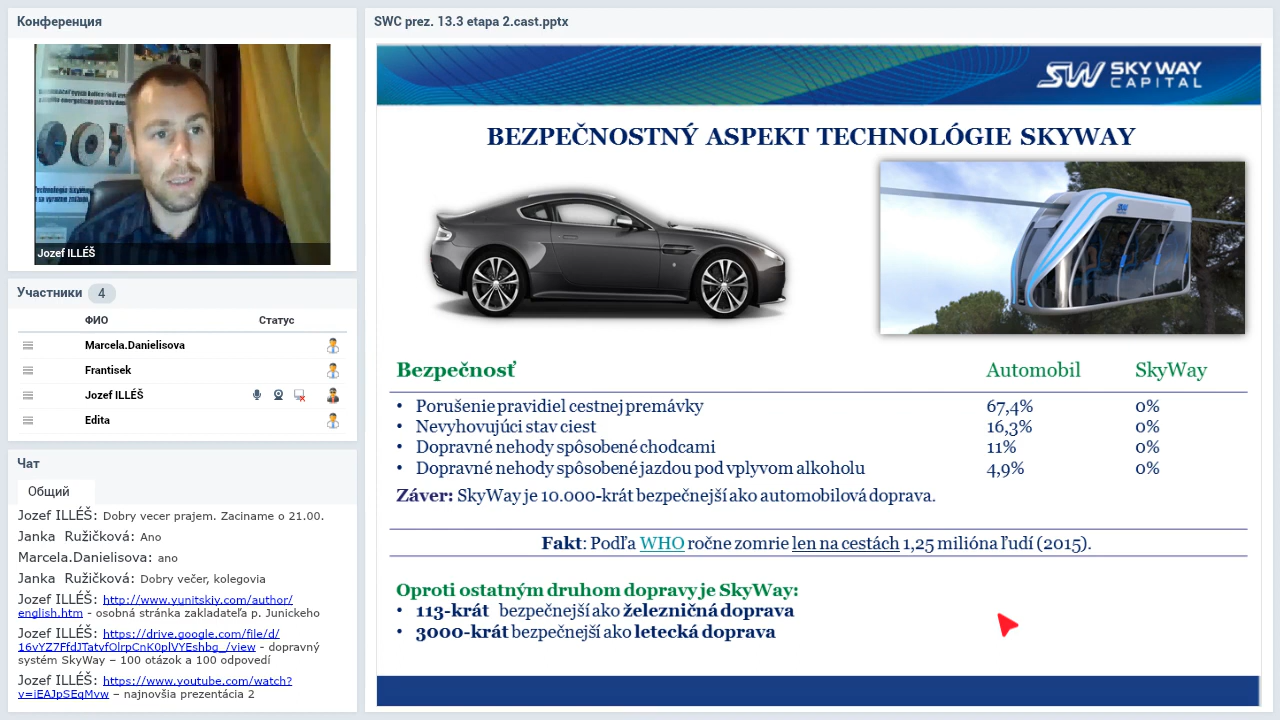 Конференция
Jozef ILLÉŠ
Участники 4
ФИО Статус
Marcela.Danielisova
Frantisek
Jozef ILLÉŠ
Edita
Чат
Общий
Jozef ILLÉŠ: Dobry vecer prajem. Zaciname o 21.00.
Janka Ružičková: Ano
Marcela.Danielisova: ano
Janka Ružičková: Dobry večer, kolegovia
Jozef ILLÉŠ: http://www.yunitskiy.com/author/
english.htm - osobná stránka zakladateľa p. Junickeho
Jozef ILLÉŠ: https://drive.google.com/file/d/
16vYZ7FfdJTatvfOlrpCnK0plVYEshbg_/view - dopravný
systém SkyWay – 100 otázok a 100 odpovedí
Jozef ILLÉŠ: https://www.youtube.com/watch?
v=iEAJpSEqMvw – najnovšia prezentácia 2
SWC prez. 13.3 etapa 2.cast.pptx
SW SKY WAY
CAPITAL
BEZPEČNOSTNÝ ASPEKT TECHNOLÓGIE SKYWAY
Bezpečnosť Automobil SkyWay
• Porušenie pravidiel cestnej premávky 67,4% 0%
• Nevyhovujúci stav ciest 16,3% 0%
• Dopravné nehody spôsobené chodcami 11% 0%
• Dopravné nehody spôsobené jazdou pod vplyvom alkoholu 4,9% 0%
Záver: SkyWay je 10.000-krát bezpečnejší ako automobilová doprava.
Fakt: Podľa WHO ročne zomrie len na cestách 1,25 milióna ľudí (2015).
Oproti ostatným druhom dopravy je SkyWay:
• 113-krát bezpečnejší ako železničná doprava
• 3000-krát bezpečnejší ako letecká doprava